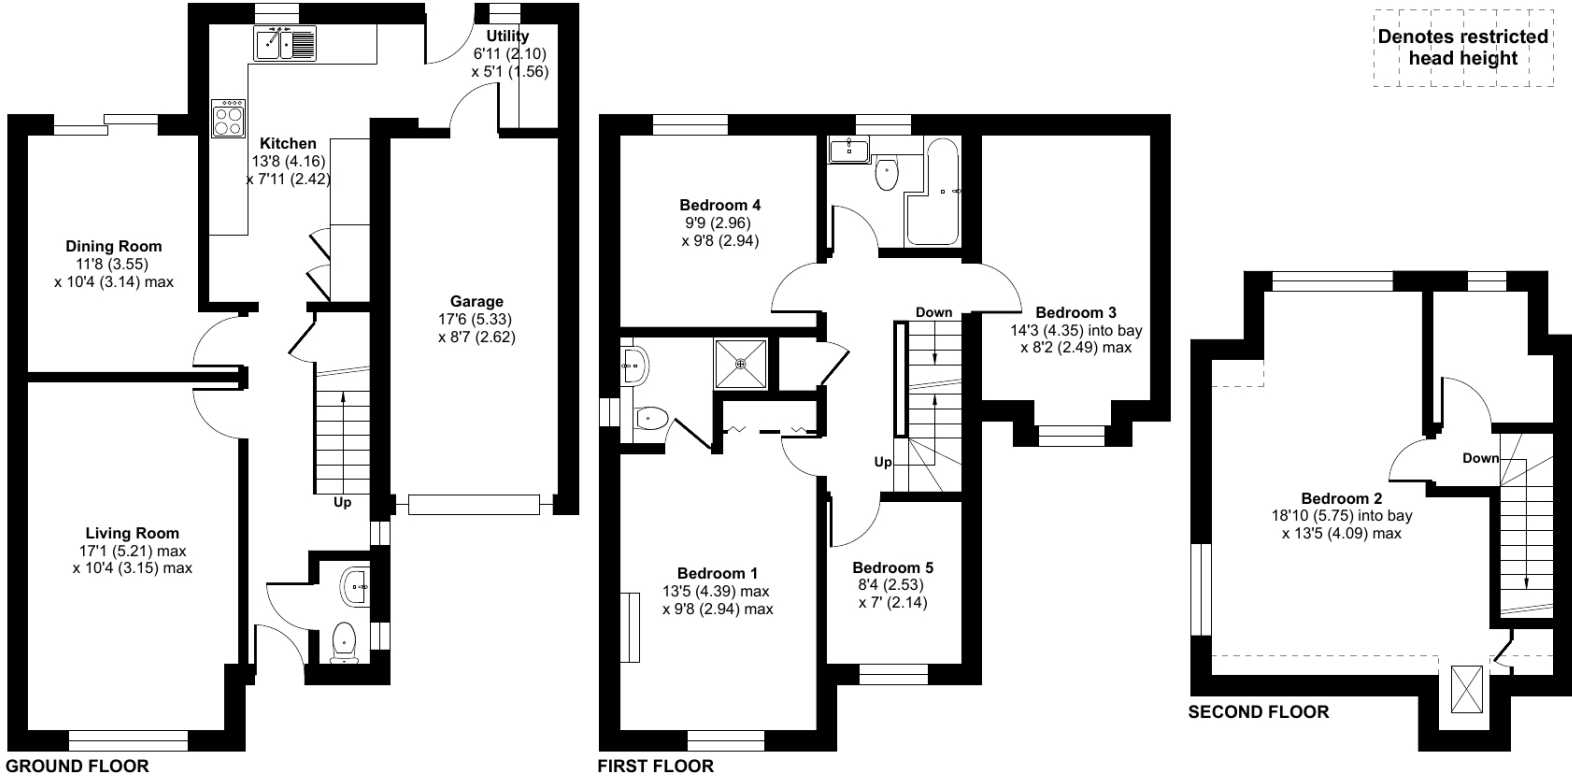 Utility
6'11 (2.10)
x 5'1 (1.56)
Kitchen
13'8 (4.16)
x 7'11 (2.42)
Dining Room
11'8 (3.55)
x 10'4 (3.14) max
Garage
17'6 (5.33)
x 8'7 (2.62)
Up
Living Room
17'1 (5.21) max
x 10'4 (3.15) max
GROUND FLOOR
Bedroom 4
9'9 (2.96)
x 9'8 (2.94)
Down
Bedroom 3
14'3 (4.35) into bay
x 8'2 (2.49) max
Up
Bedroom 1
13'5 (4.39) max
x 9'8 (2.94) max
Bedroom 5
8'4 (2.53)
x 7' (2.14)
FIRST FLOOR
Denotes restricted
head height
Down
Bedroom 2
18'10 (5.75) into bay
x 13'5 (4.09) max
SECOND FLOOR